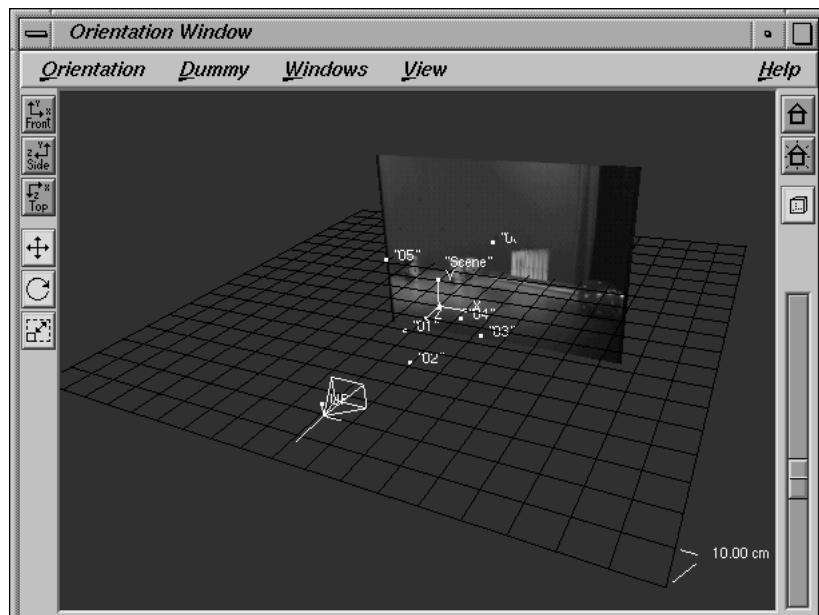 Orientation Window
Orientation Dummy Windows View Help
Y
X
Front
Z Y
Side
X
Z
Top
"05"
"Scene"
Y
X
Z
"04"
"01"
"03"
"02"
10.00 cm